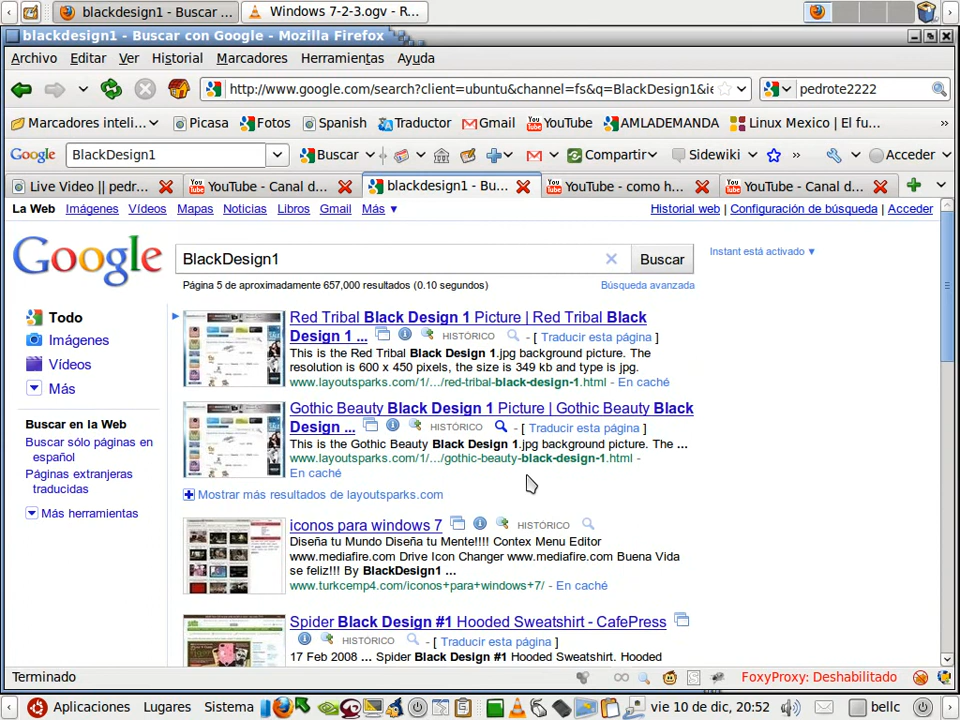 blackdesign1 - Buscar ...
Windows 7-2-3.ogv - R...
blackdesign1 - Buscar con Google - Mozilla Firefox
Archivo Editar Ver Historial Marcadores Herramientas Ayuda
http://www.google.com/search?client=ubuntu&channel=fs&q=BlackDesign1&ie
pedrote2222
Marcadores inteli... Picasa Fotos Spanish Traductor Gmail YouTube AMLADEMANDA Linux Mexico | El fu... »
Google BlackDesign1 Buscar Compartir Sidewiki » Acceder
Live Video || pedr... YouTube - Canal d... blackdesign1 - Bu... YouTube - como h... YouTube - Canal d...
La Web Imágenes Vídeos Mapas Noticias Libros Gmail Más ▼
Historial web | Configuración de búsqueda | Acceder
Google
BlackDesign1
Buscar
Instant está activado ▼
Página 5 de aproximadamente 657,000 resultados (0.10 segundos)
Búsqueda avanzada
Todo
Imágenes
Vídeos
Más
Buscar en la Web
Buscar sólo páginas en
español
Páginas extranjeras
traducidas
Más herramientas
Red Tribal Black Design 1 Picture | Red Tribal Black
Design 1 ... HISTÓRICO - [ Traducir esta página ]
This is the Red Tribal Black Design 1.jpg background picture. The
resolution is 600 x 450 pixels, the size is 349 kb and type is jpg.
www.layoutsparks.com/1/.../red-tribal-black-design-1.html - En caché
Gothic Beauty Black Design 1 Picture | Gothic Beauty Black
Design ... HISTÓRICO - [ Traducir esta página ]
This is the Gothic Beauty Black Design 1.jpg background picture. The ...
www.layoutsparks.com/1/.../gothic-beauty-black-design-1.html -
En caché
Mostrar más resultados de layoutsparks.com
iconos para windows 7 HISTÓRICO
Diseña tu Mundo Diseña tu Mente!!!! Contex Menu Editor
www.mediafire.com Drive Icon Changer www.mediafire.com Buena Vida
se feliz!!! By BlackDesign1 ...
www.turkcemp4.com/iconos+para+windows+7/ - En caché
Spider Black Design #1 Hooded Sweatshirt - CafePress
HISTÓRICO - [ Traducir esta página ]
17 Feb 2008 ... Spider Black Design #1 Hooded Sweatshirt. Hooded
Terminado
FoxyProxy: Deshabilitado
Aplicaciones Lugares Sistema
vie 10 de dic, 20:52
bellc